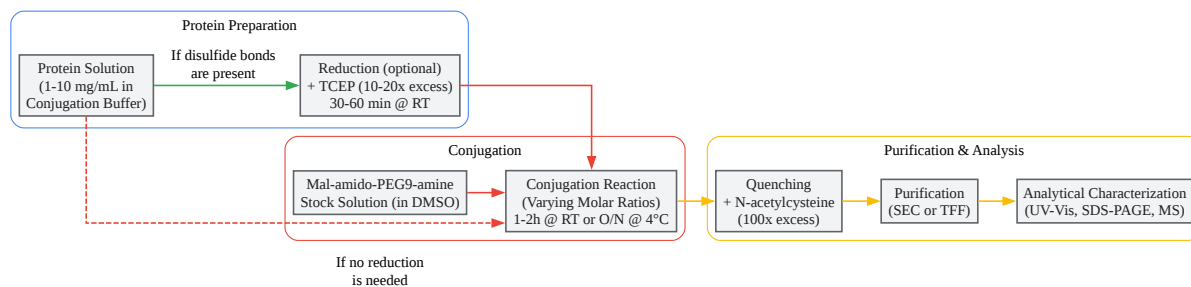 Protein Preparation
If disulfide bonds
are present
Protein Solution
(1-10 mg/mL in
Conjugation Buffer)
Reduction (optional)
+ TCEP (10-20x excess)
30-60 min @ RT
Conjugation
Mal-amido-PEG9-amine
Stock Solution (in DMSO)
Conjugation Reaction
(Varying Molar Ratios)
1-2h @ RT or O/N @ 4°C
If no reduction
is needed
Purification & Analysis
Quenching
+ N-acetylcysteine
(100x excess)
Purification
(SEC or TFF)
Analytical Characterization
(UV-Vis, SDS-PAGE, MS)